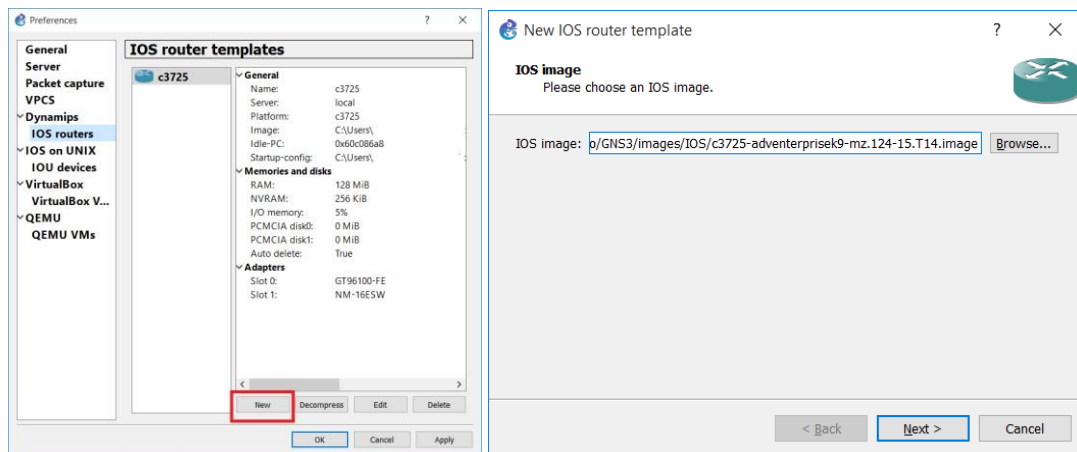 Preferences
General
Server
Packet capture
VPCS
Dynamips
IOS routers
IOS on UNIX
IOU devices
VirtualBox
VirtualBox V...
QEMU
QEMU VMs
IOS router templates
c3725
General
Name: c3725
Server: local
Platform: c3725
Image: C:\Users\
Idle-PC: 0x60c086a8
Startup-config: C:\Users\
Memories and disks
RAM: 128 MiB
NVRAM: 256 KiB
I/O memory: 5%
PCMCIA disk0: 0 MiB
PCMCIA disk1: 0 MiB
Auto delete: True
Adapters
Slot 0: GT96100-FE
Slot 1: NM-16ESW
New Decompress Edit Delete
OK Cancel Apply
New IOS router template
IOS image
Please choose an IOS image.
IOS image: o/GNS3/images/IOS/c3725-adventerprisek9-mz.124-15.T14.image Browse...
< Back Next > Cancel